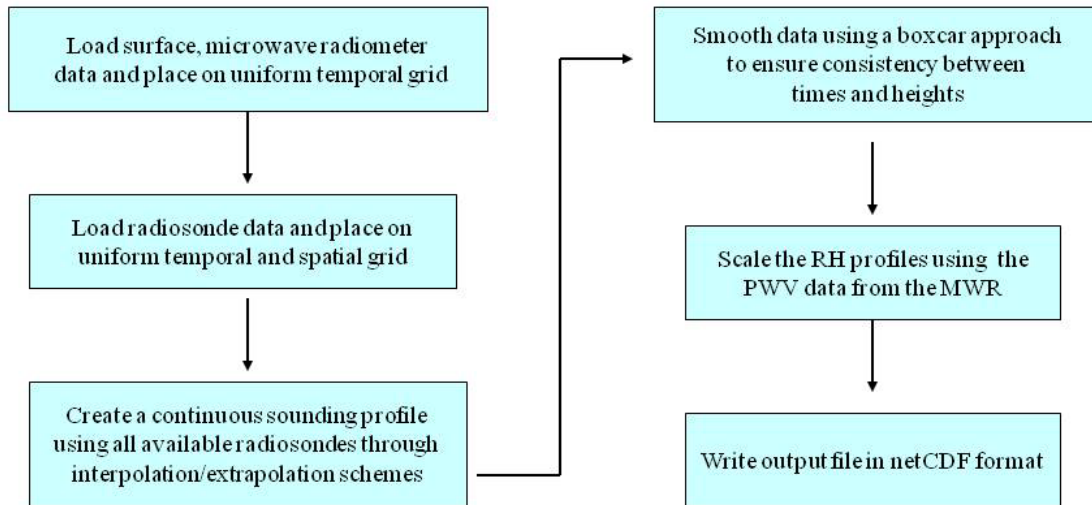 Load surface, microwave radiometer
data and place on uniform temporal grid
Load radiosonde data and place on
uniform temporal and spatial grid
Create a continuous sounding profile
using all available radiosondes through
interpolation/extrapolation schemes
Smooth data using a boxcar approach
to ensure consistency between
times and heights
Scale the RH profiles using the
PWV data from the MWR
Write output file in netCDF format